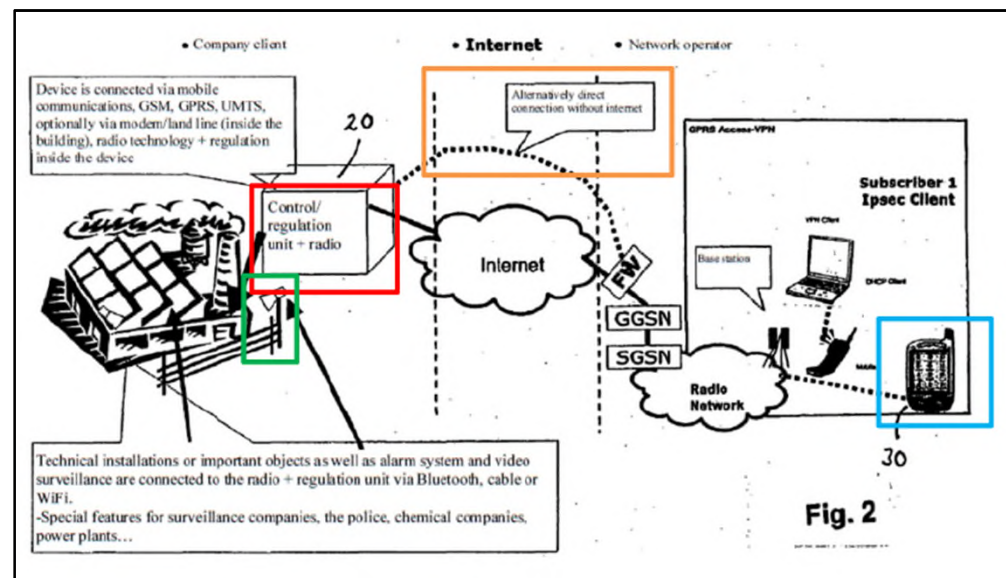 • Company client
• Internet
• Network operator
Device is connected via mobile
communications, GSM, GPRS, UMTS,
optionally via modem/land line (inside the
building), radio technology + regulation
inside the device
20
Alternatively direct
connection without internet
GPRS Access-VPN
Subscriber 1
Ipsec Client
Control/
regulation
unit + radio
VPN Client
Base station
DHCP Client
Internet
FW
GGSN
SGSN
Radio
Network
30
Technical installations or important objects as well as alarm system and video
surveillance are connected to the radio + regulation unit via Bluetooth, cable or
WiFi.
-Special features for surveillance companies, the police, chemical companies,
power plants...
Fig. 2